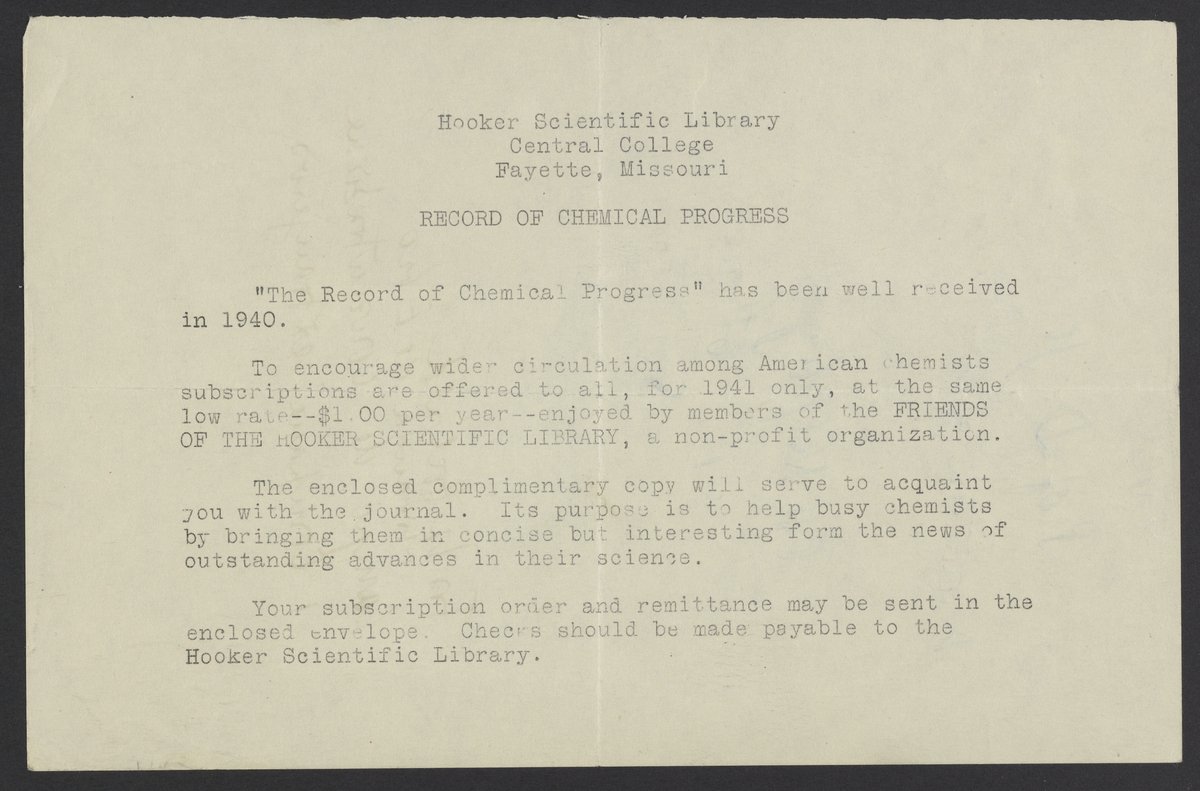 Hooker Scientific Library
Central College
Fayette, Missouri
RECORD OF CHEMICAL PROGRESS
"The Record of Chemical Progress" has been well received
in 1940.
To encourage wider circulation among American chemists
subscriptions are offered to all, for 1941 only, at the same
low rate--$1.00 per year--enjoyed by members of the FRIENDS
OF THE HOOKER SCIENTIFIC LIBRARY, a non-profit organization.
The enclosed complimentary copy will serve to acquaint
you with the journal. Its purpose is to help busy chemists
by bringing them in concise but interesting form the news of
outstanding advances in their science.
Your subscription order and remittance may be sent in the
enclosed envelope. Checks should be made payable to the
Hooker Scientific Library.